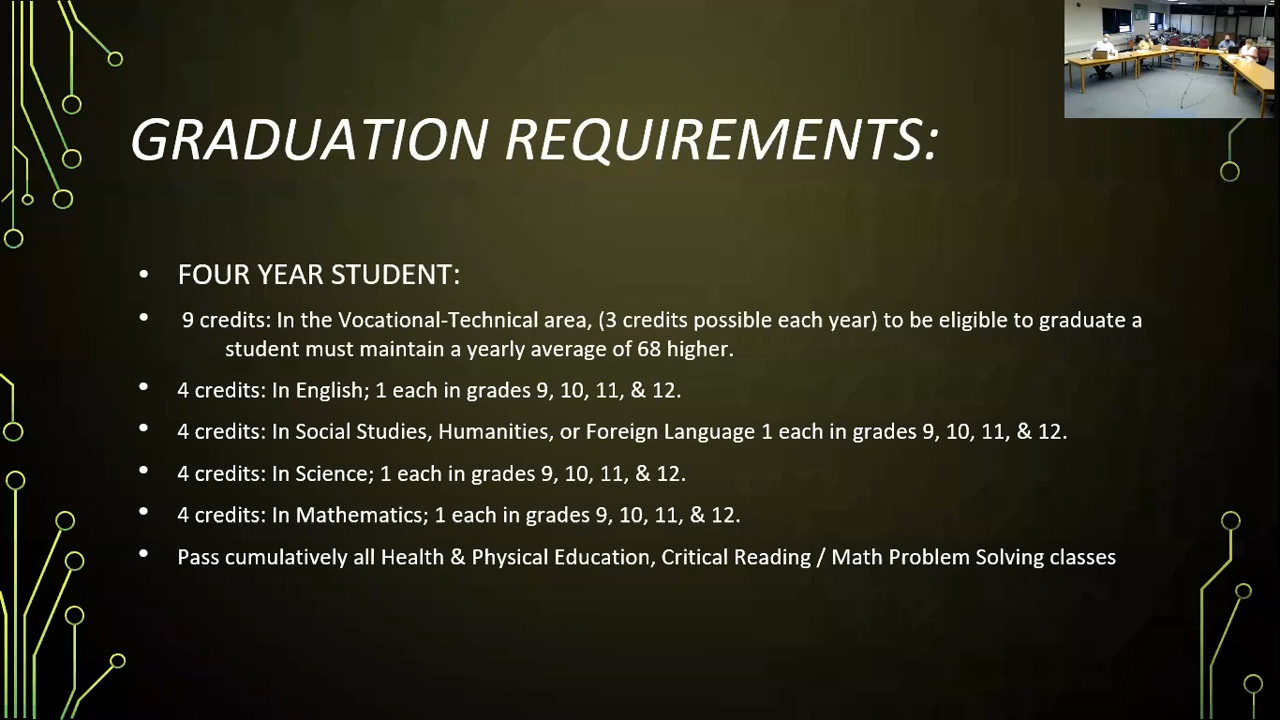 GRADUATION REQUIREMENTS:
• FOUR YEAR STUDENT:
• 9 credits: In the Vocational-Technical area, (3 credits possible each year) to be eligible to graduate a
student must maintain a yearly average of 68 higher.
• 4 credits: In English; 1 each in grades 9, 10, 11, & 12.
• 4 credits: In Social Studies, Humanities, or Foreign Language 1 each in grades 9, 10, 11, & 12.
• 4 credits: In Science; 1 each in grades 9, 10, 11, & 12.
• 4 credits: In Mathematics; 1 each in grades 9, 10, 11, & 12.
• Pass cumulatively all Health & Physical Education, Critical Reading / Math Problem Solving classes